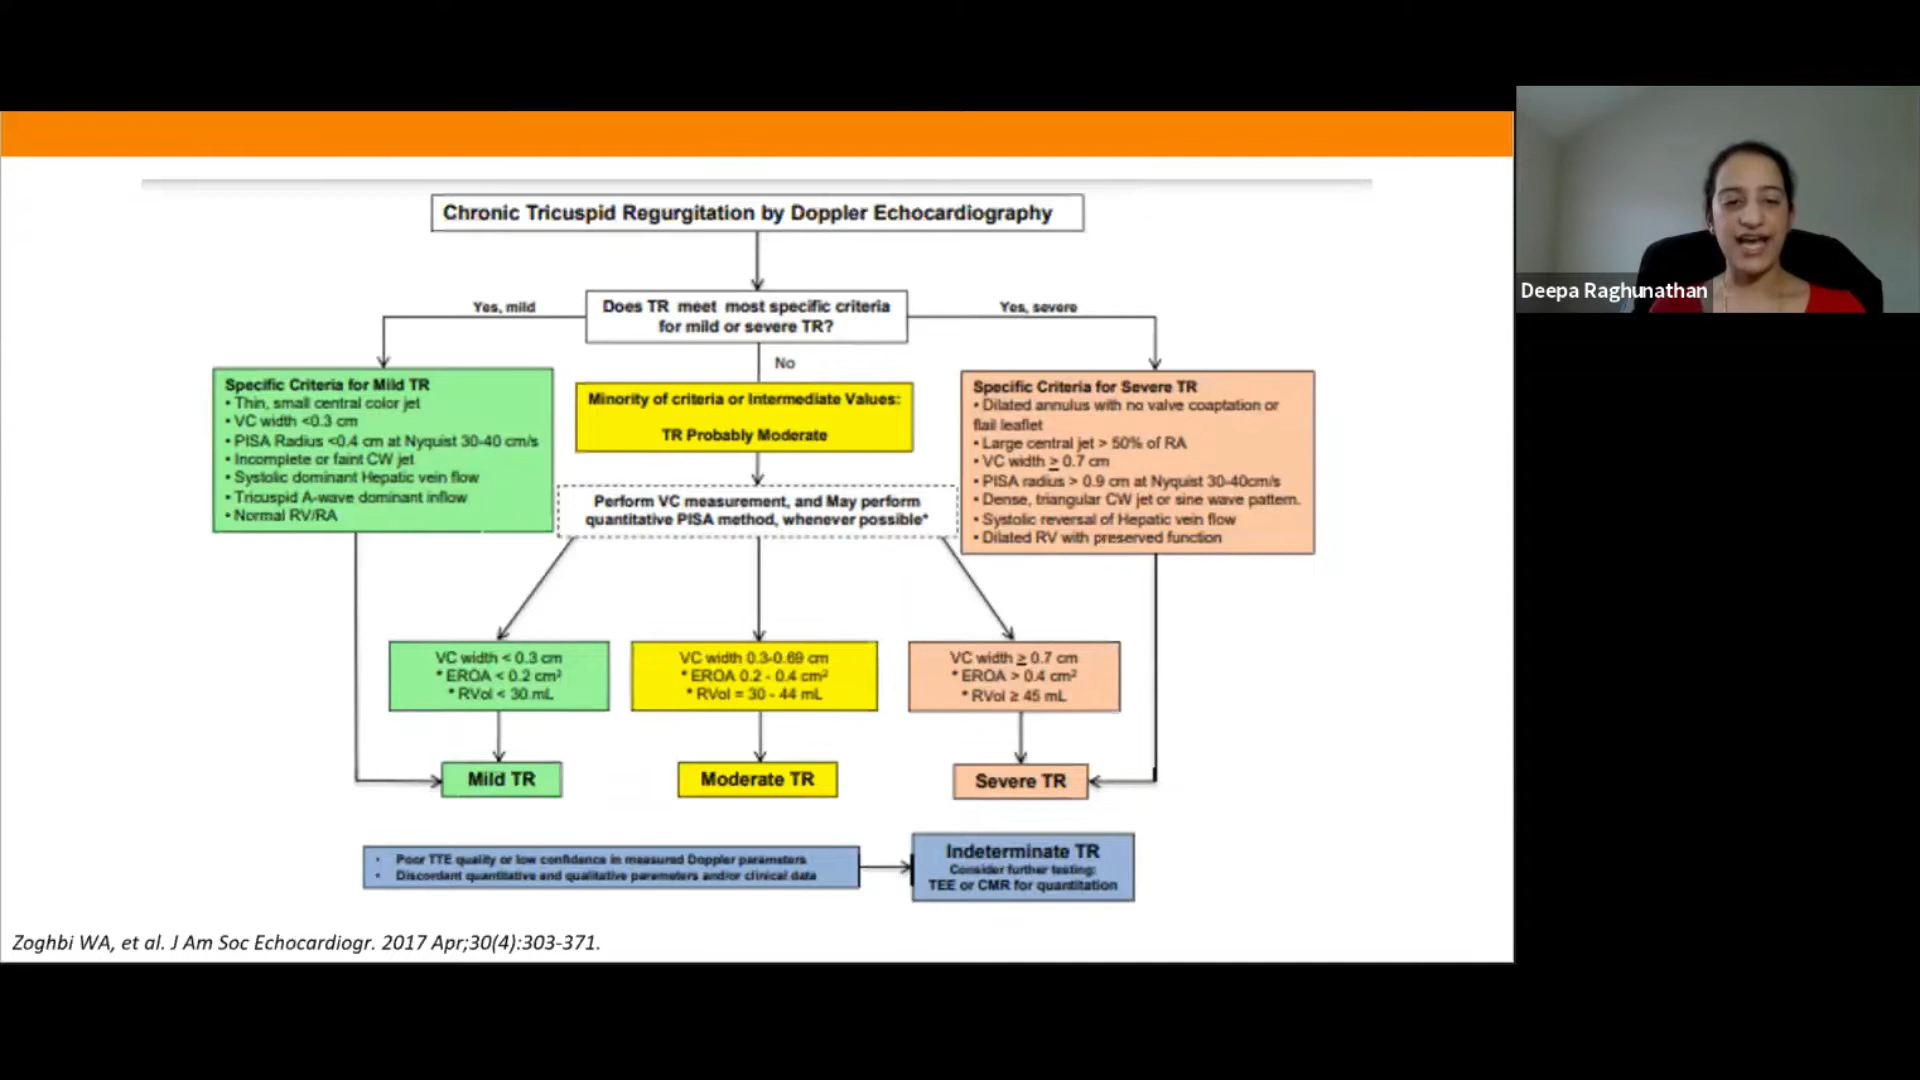 Chronic Tricuspid Regurgitation by Doppler Echocardiography
Deepa Raghunathan
Yes, mild
Does TR meet most specific criteria
for mild or severe TR?
Yes, severe
No
Specific Criteria for Mild TR
• Thin, small central color jet
• VC width <0.3 cm
• PISA Radius <0.4 cm at Nyquist 30-40 cm/s
• Incomplete or faint CW jet
• Systolic dominant Hepatic vein flow
• Tricuspid A-wave dominant inflow
• Normal RV/RA
Minority of criteria or Intermediate Values:
TR Probably Moderate
Specific Criteria for Severe TR
• Dilated annulus with no valve coaptation or
flail leaflet
• Large central jet > 50% of RA
• VC width ≥ 0.7 cm
• PISA radius > 0.9 cm at Nyquist 30-40cm/s
• Dense, triangular CW jet or sine wave pattern.
• Systolic reversal of Hepatic vein flow
• Dilated RV with preserved function
Perform VC measurement, and May perform
quantitative PISA method, whenever possible*
VC width < 0.3 cm
* EROA < 0.2 cm²
* RVol < 30 mL
VC width 0.3-0.69 cm
* EROA 0.2 - 0.4 cm²
* RVol = 30 - 44 mL
VC width ≥ 0.7 cm
* EROA > 0.4 cm²
* RVol ≥ 45 mL
Mild TR
Moderate TR
Severe TR
• Poor TTE quality or low confidence in measured Doppler parameters
• Discordant quantitative and qualitative parameters and/or clinical data
Indeterminate TR
Consider further testing:
TEE or CMR for quantitation
Zoghbi WA, et al. J Am Soc Echocardiogr. 2017 Apr;30(4):303-371.